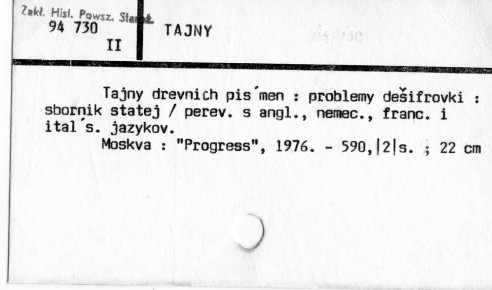 Zakł. Hist. Powsz. Staroż.
94 730
II
TAJNY
Tajny drevnich pis´men : problemy dešifrovki :
sbornik statej / perev. s angl., nemec., franc. i
ital´s. jazykov.
Moskva : "Progress", 1976. - 590,|2|s. ; 22 cm